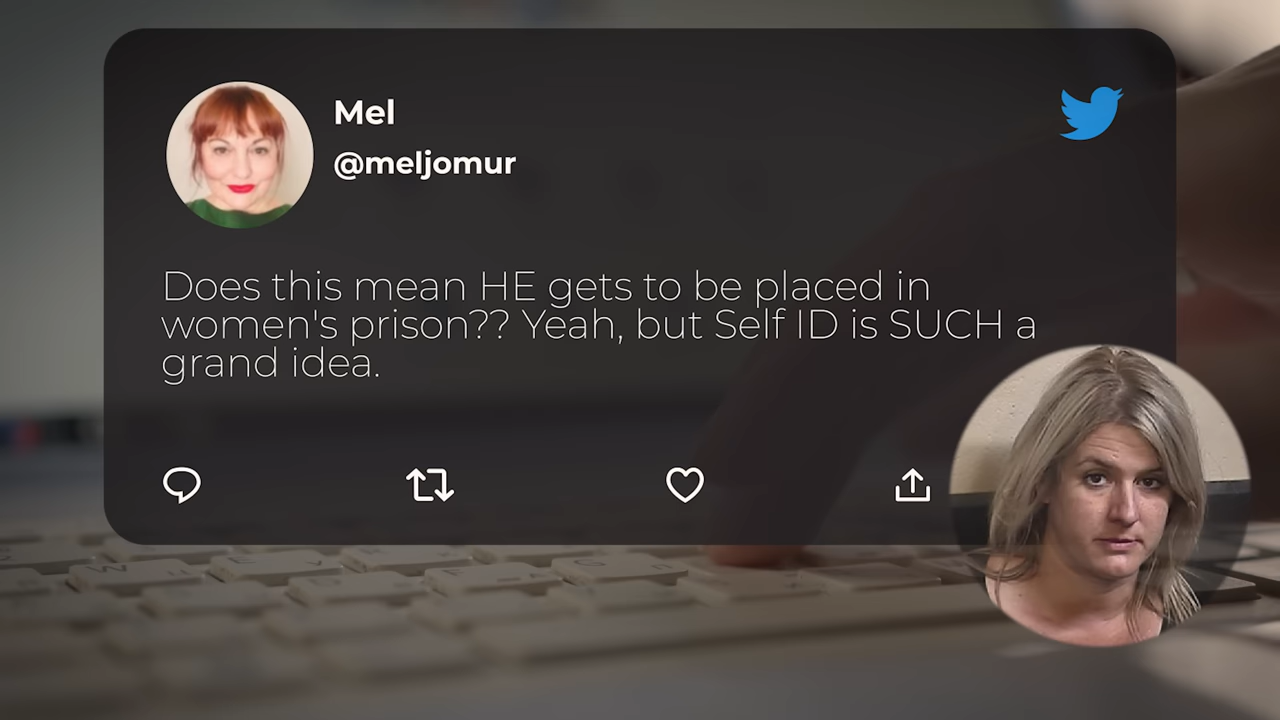 Mel
@meljomur
Does this mean HE gets to be placed in
women's prison?? Yeah, but Self ID is SUCH a
grand idea.